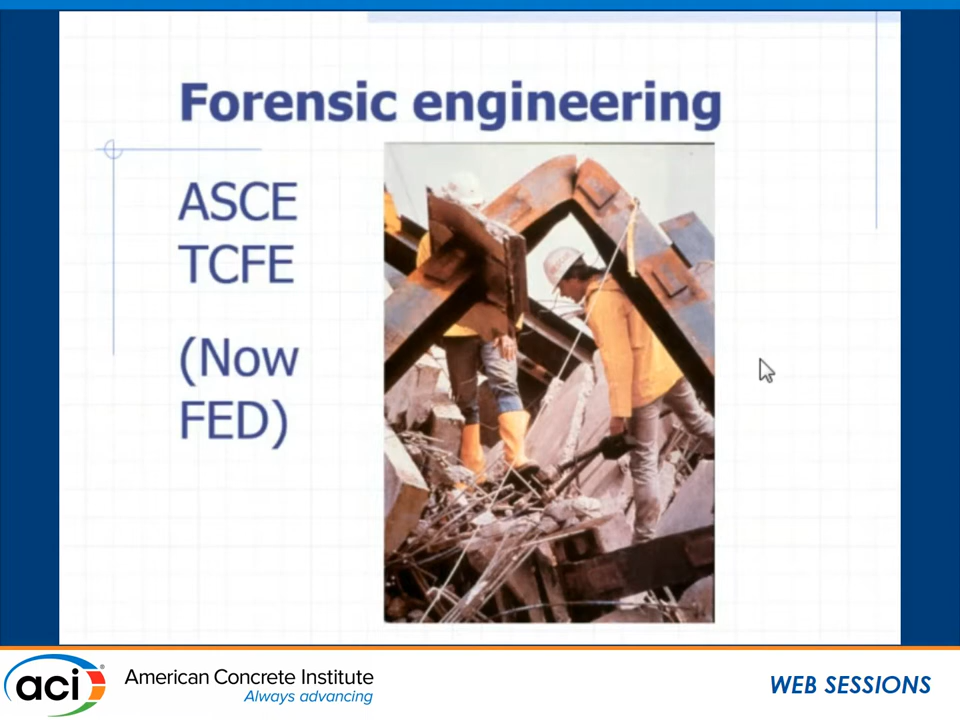 Forensic engineering
ASCE
TCFE
(Now
FED)
aci®
American Concrete Institute
Always advancing
WEB SESSIONS